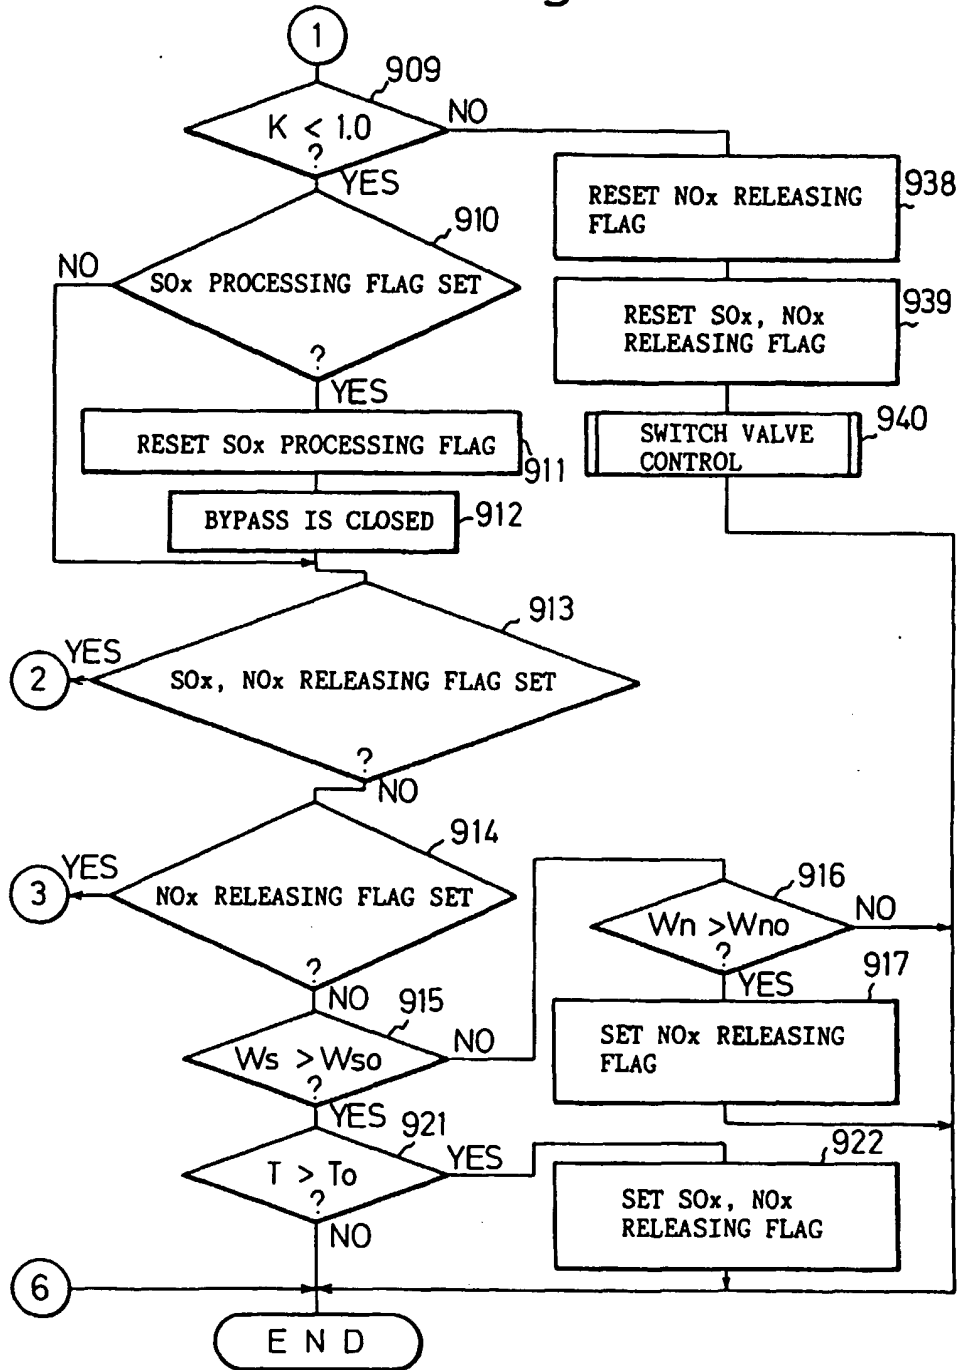 g
1
909
K < 1.0
?
NO
YES
RESET NOx RELEASING
FLAG
938
910
NO
SOx PROCESSING FLAG SET
?
YES
RESET SOx, NOx
RELEASING FLAG
939
RESET SOx PROCESSING FLAG
911
SWITCH VALVE
CONTROL
940
BYPASS IS CLOSED
912
913
YES
2
SOx, NOx RELEASING FLAG SET
?
NO
914
YES
3
NOx RELEASING FLAG SET
?
NO
916
Wn >Wno
?
NO
YES
917
915
Ws >Wso
?
NO
YES
SET NOx RELEASING
FLAG
921
T > To
?
YES
NO
922
SET SOx, NOx
RELEASING FLAG
6
END